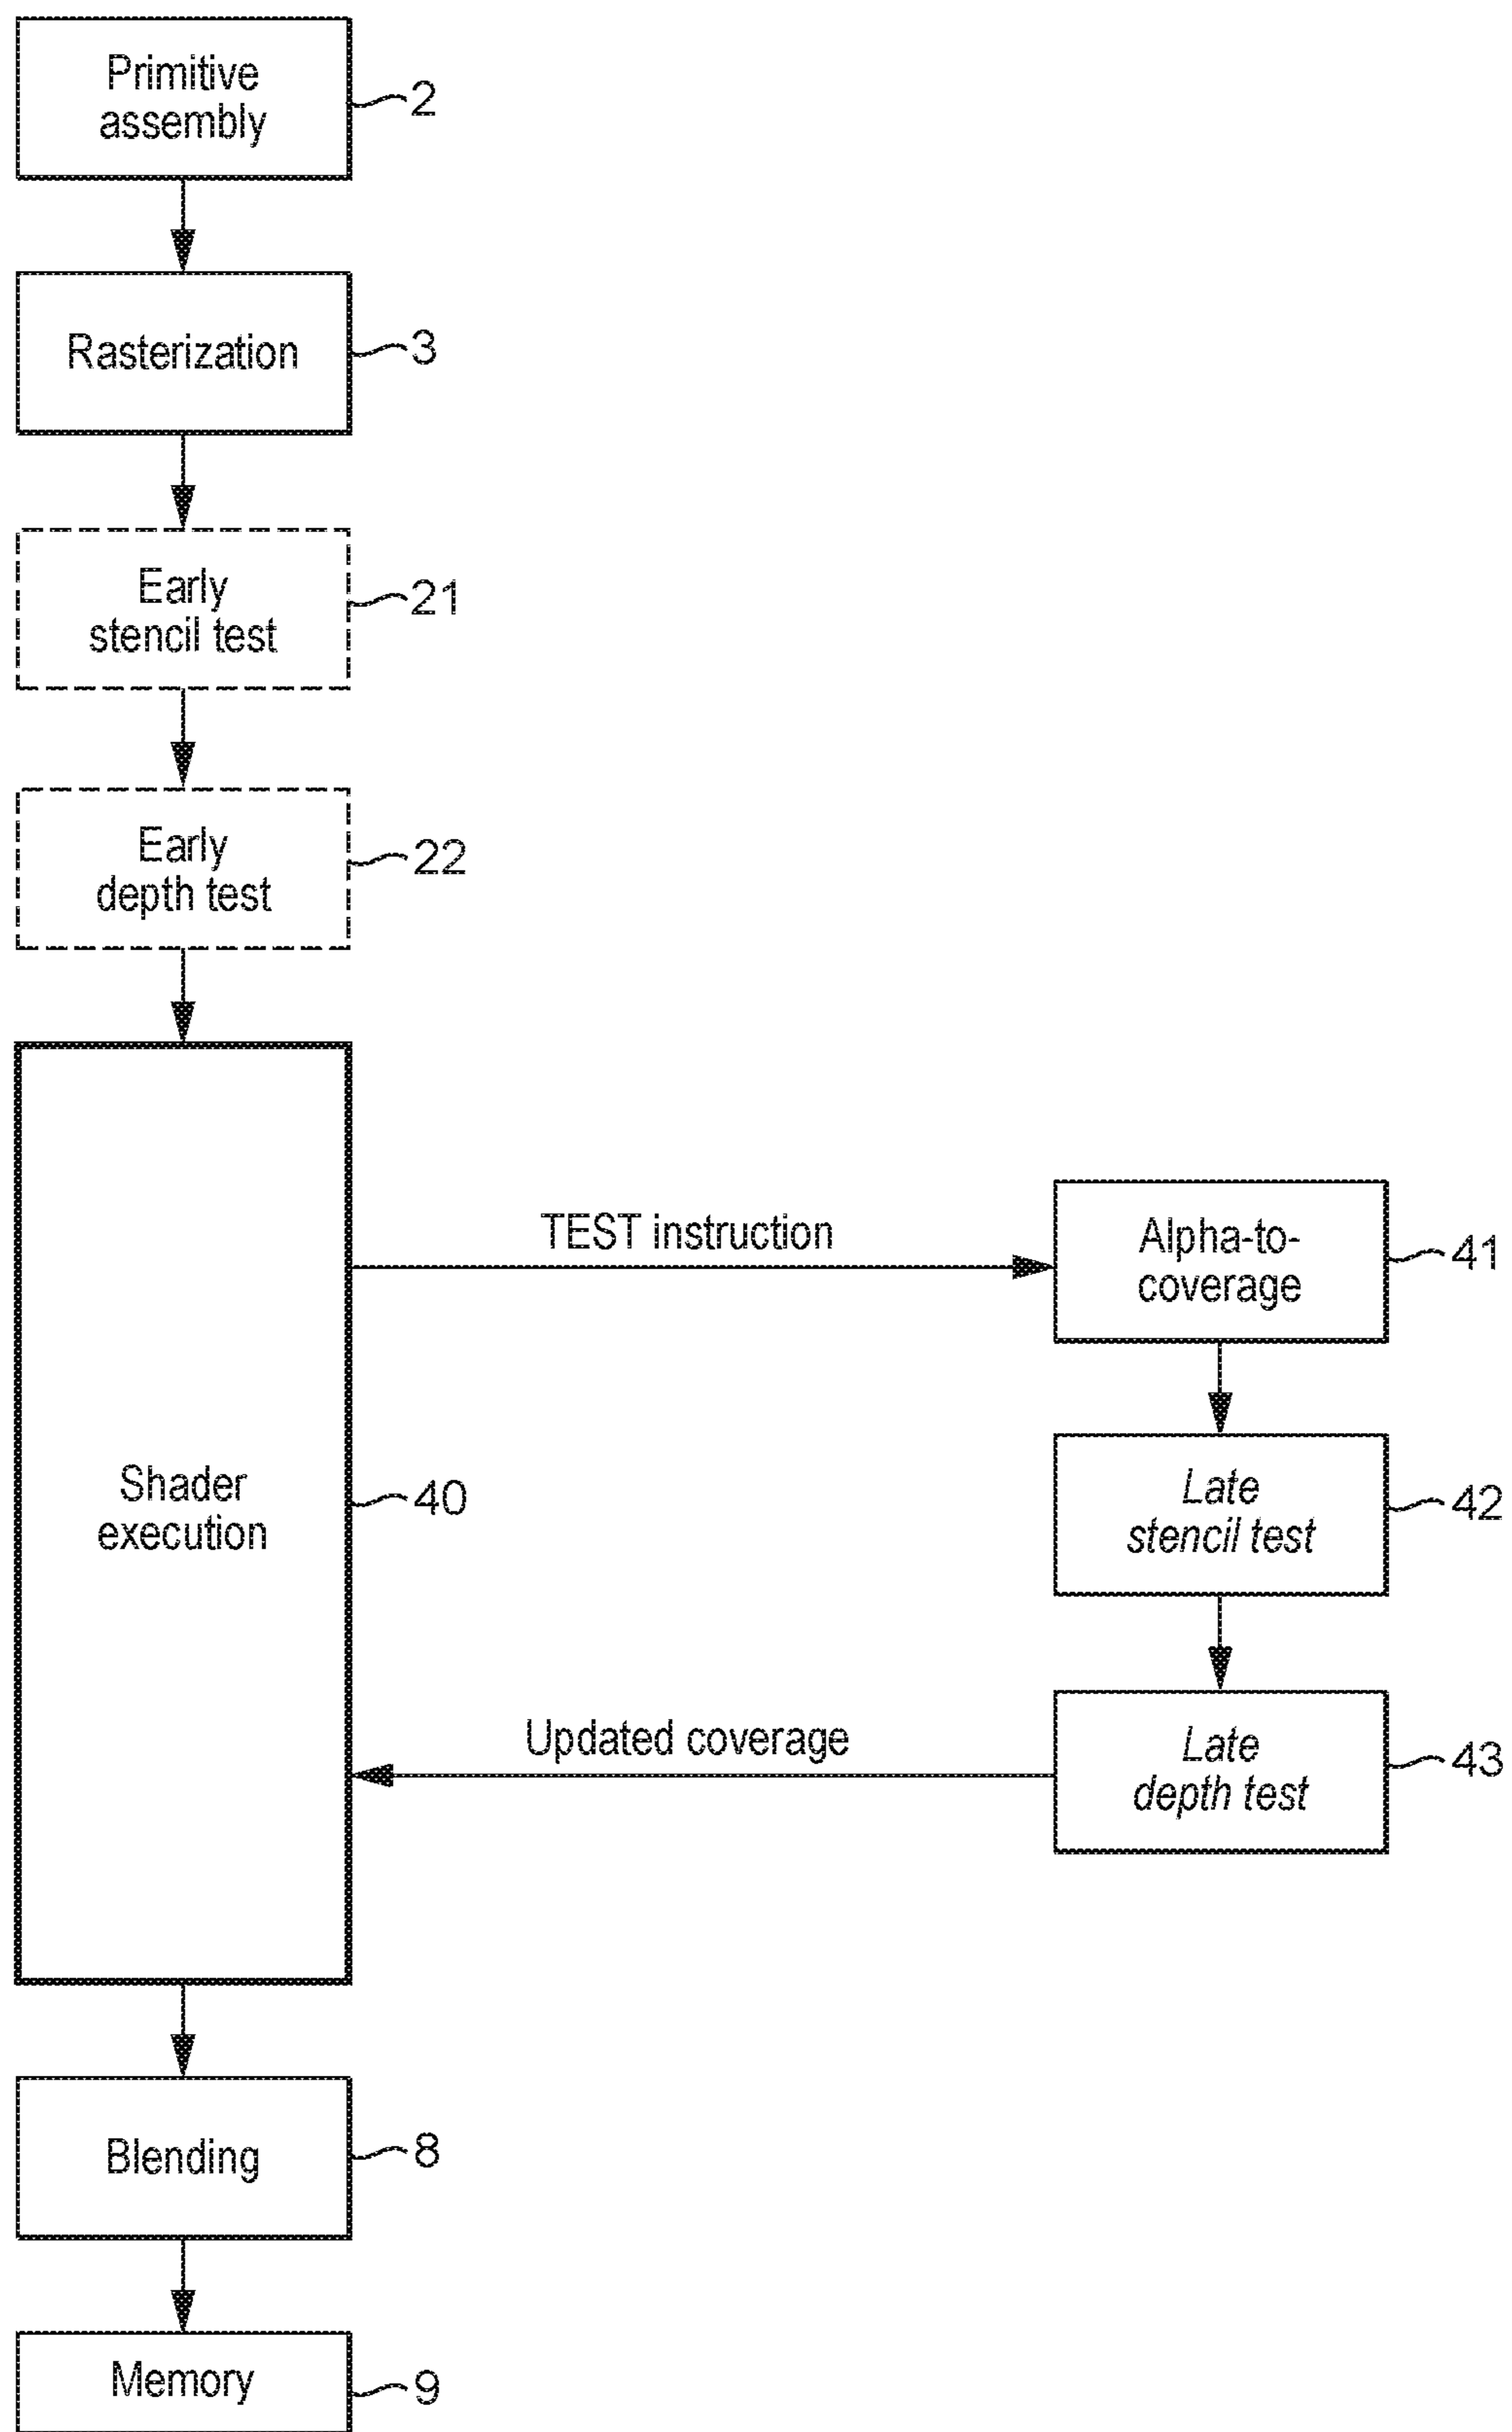 Primitive
assembly
2
Rasterization
3
Early
stencil test
21
Early
depth test
22
Shader
execution
40
TEST instruction
Alpha-to-
coverage
41
Late
stencil test
42
Updated coverage
Late
depth test
43
Blending
8
Memory
9